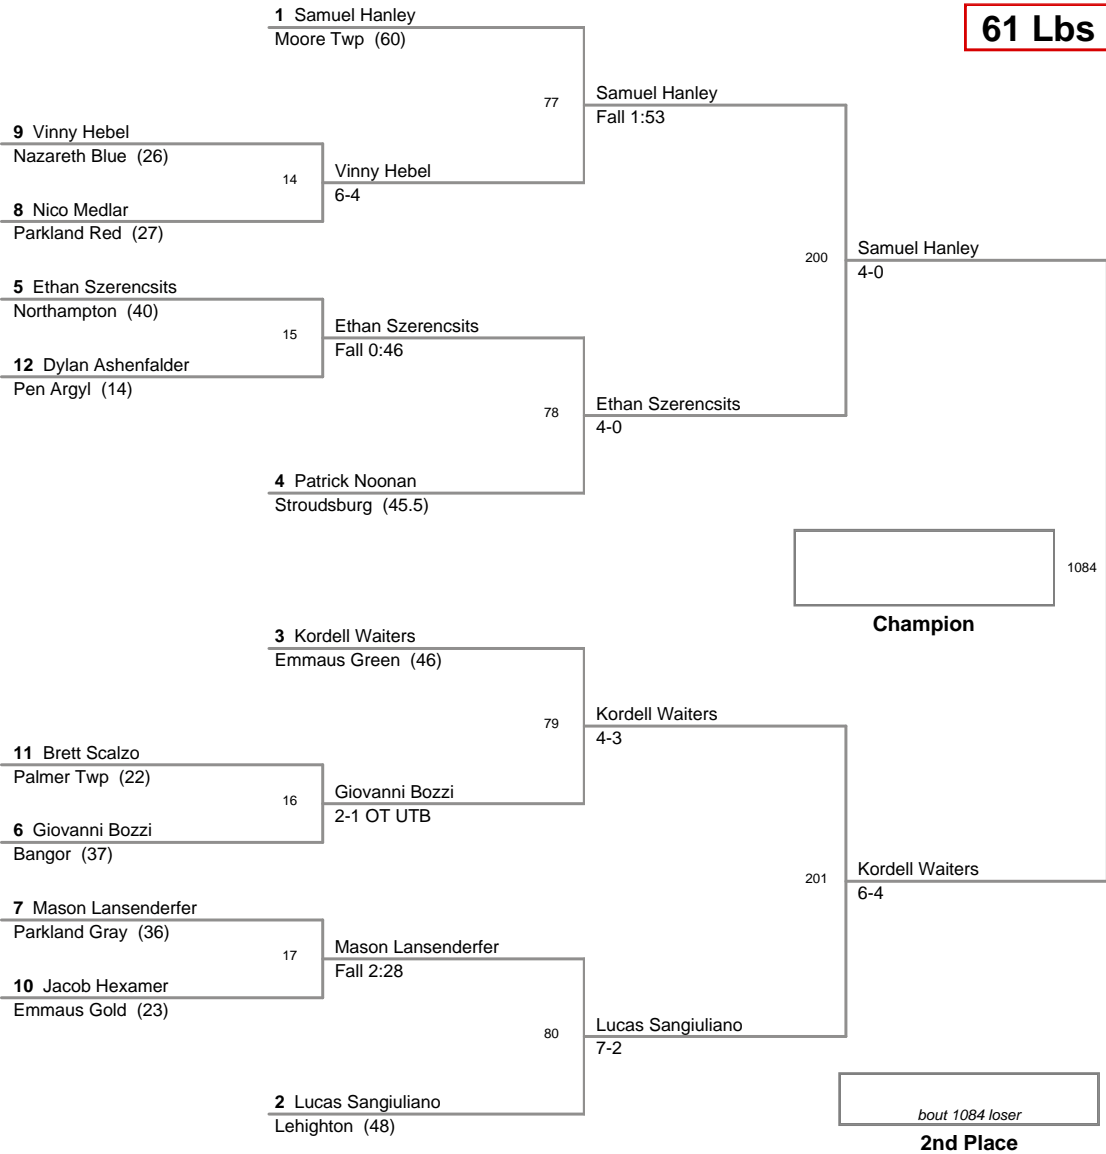 1 Samuel Hanley
Moore Twp (60)
61 Lbs
77
Samuel Hanley
Fall 1:53
9 Vinny Hebel
Nazareth Blue (26)
14
Vinny Hebel
6-4
8 Nico Medlar
Parkland Red (27)
200
Samuel Hanley
4-0
5 Ethan Szerencsits
Northampton (40)
15
Ethan Szerencsits
Fall 0:46
12 Dylan Ashenfalder
Pen Argyl (14)
78
Ethan Szerencsits
4-0
4 Patrick Noonan
Stroudsburg (45.5)
1084
Champion
3 Kordell Waiters
Emmaus Green (46)
79
Kordell Waiters
4-3
11 Brett Scalzo
Palmer Twp (22)
16
Giovanni Bozzi
2-1 OT UTB
6 Giovanni Bozzi
Bangor (37)
201
Kordell Waiters
6-4
7 Mason Lansenderfer
Parkland Gray (36)
17
Mason Lansenderfer
Fall 2:28
10 Jacob Hexamer
Emmaus Gold (23)
80
Lucas Sangiuliano
7-2
2 Lucas Sangiuliano
Lehighton (48)
bout 1084 loser
2nd Place